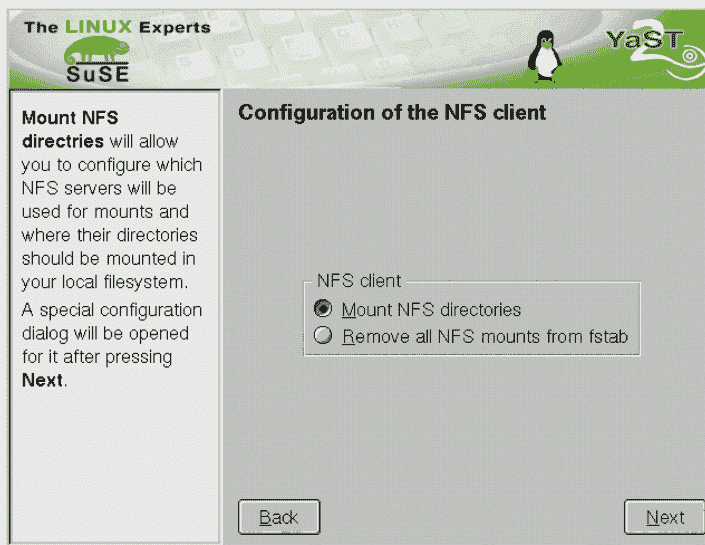 The LINUX Experts
SuSE
YaST
2
Mount NFS
directries will allow
you to configure which
NFS servers will be
used for mounts and
where their directories
should be mounted in
your local filesystem.
A special configuration
dialog will be opened
for it after pressing
Next.
Configuration of the NFS client
NFS client
Mount NFS directories
Remove all NFS mounts from fstab
Back
Next